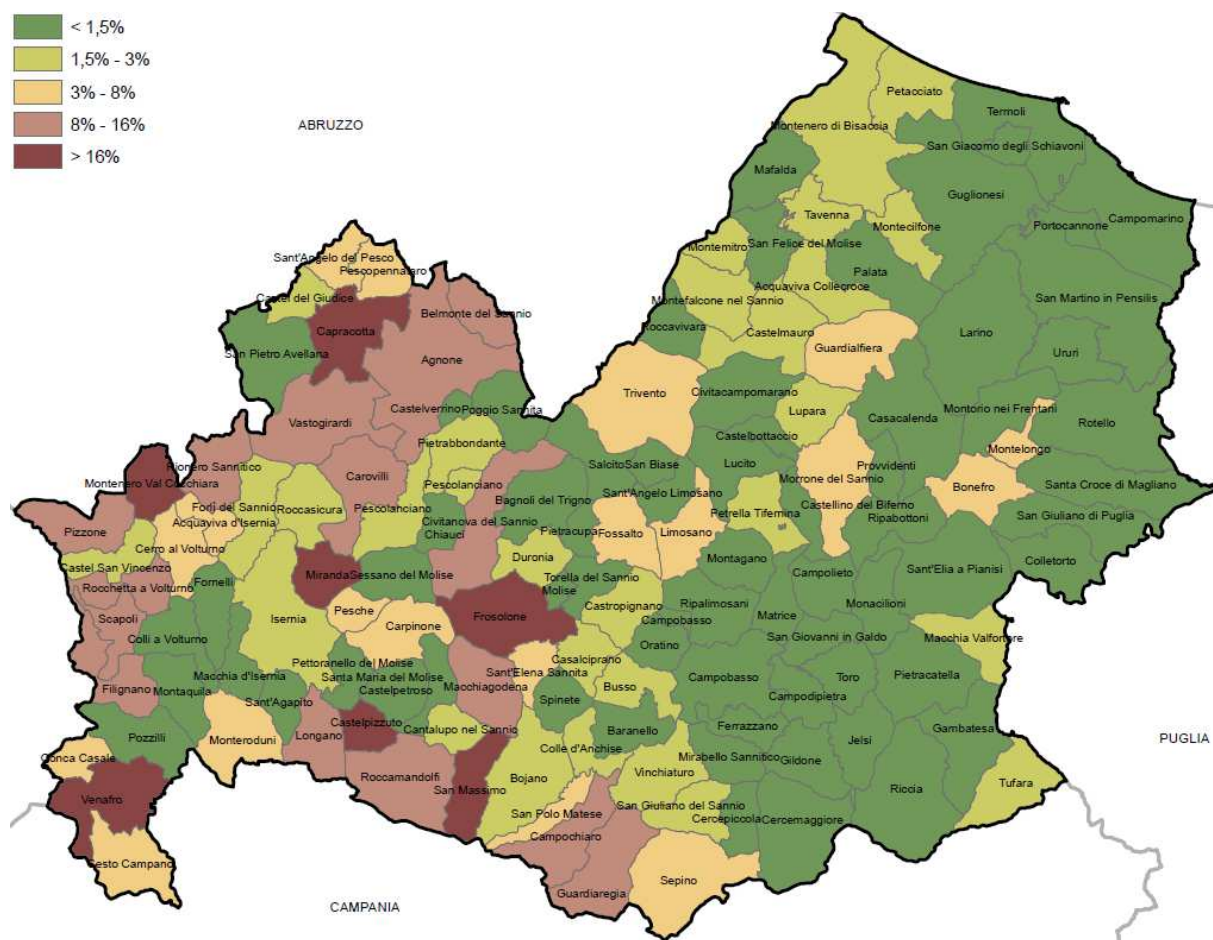 < 1,5%
1,5% - 3%
3% - 8%
8% - 16%
> 16%
ABRUZZO
Petacciato
Termoli
Montenero di Bisaccia
San Giacomo degli Schiavoni
Mafalda
Guglionesi
Tavenna
Montecilfone
Portocannone
Campomarino
Montemitro
San Felice del Molise
Sant'Angelo del Pesco
Pescopennataro
Palata
Acquaviva Collecroce
Castel del Giudice
Montefalcone nel Sannio
San Martino in Pensilis
Belmonte del Sannio
Roccavivara
Capracotta
Castelmauro
Larino
Guardialfiera
San Pietro Avellana
Ururi
Agnone
Trivento
Civitacampomarano
Castelverrino
Poggio Sannita
Lupara
Casacalenda
Montorio nei Frentani
Vastogirardi
Rotello
Castelbottaccio
Pietrabbondante
Montelongo
Lucito
Provvidenti
Rionero Sannitico
Salcito
San Biase
Montenero Val Cocchiara
Carovilli
Morrone del Sannio
Pescolanciano
Bonefro
Santa Croce di Magliano
Sant'Angelo Limosano
Bagnoli del Trigno
Forlì del Sannio
Roccasicura
Pescolanciano
Castellino del Biferno
Petrella Tifernina
San Giuliano di Puglia
Ripabottoni
Acquaviva d'Isernia
Civitanova del Sannio
Pizzone
Pietracupa
Fossalto
Limosano
Chiauci
Cerro al Volturno
Duronia
Montagano
Colletorto
Castel San Vincenzo
Sant'Elia a Pianisi
Miranda
Sessano del Molise
Campolieto
Torella del Sannio
Fornelli
Rocchetta a Volturno
Molise
Castropignano
Ripalimosani
Monacilioni
Pesche
Matrice
Scapoli
Isernia
Frosolone
Campobasso
Carpinone
Colli a Volturno
San Giovanni in Galdo
Macchia Valfortore
Oratino
Casalciprano
Pettoranello del Molise
Sant'Elena Sannita
Macchia d'Isernia
Santa Maria del Molise
Pietracatella
Campobasso
Toro
Filignano
Macchiagodena
Busso
Montaquila
Castelpetroso
Campodipietra
Sant'Agapito
Spinete
Castelpizzuto
Cantalupo nel Sannio
Baranello
Ferrazzano
Gambatesa
Longano
Monteroduni
Pozzilli
Jelsi
PUGLIA
Colle d'Anchise
Mirabello Sannitico
Conca Casale
Gildone
Vinchiaturo
Roccamandolfi
Bojano
Tufara
San Massimo
Riccia
Venafro
San Giuliano del Sannio
San Polo Matese
Cercepiccola
Cercemaggiore
Campochiaro
Sesto Campano
Sepino
Guardiaregia
CAMPANIA